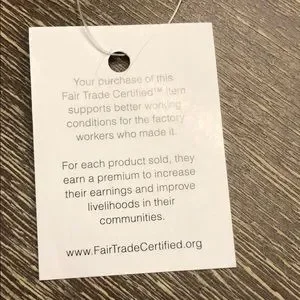 Your purchase of this
Fair Trade Certified™ item
supports better working
conditions for the factory
workers who made it.
For each product sold, they
earn a premium to increase
their earnings and improve
livelihoods in their
communities.
www.FairTradeCertified.org